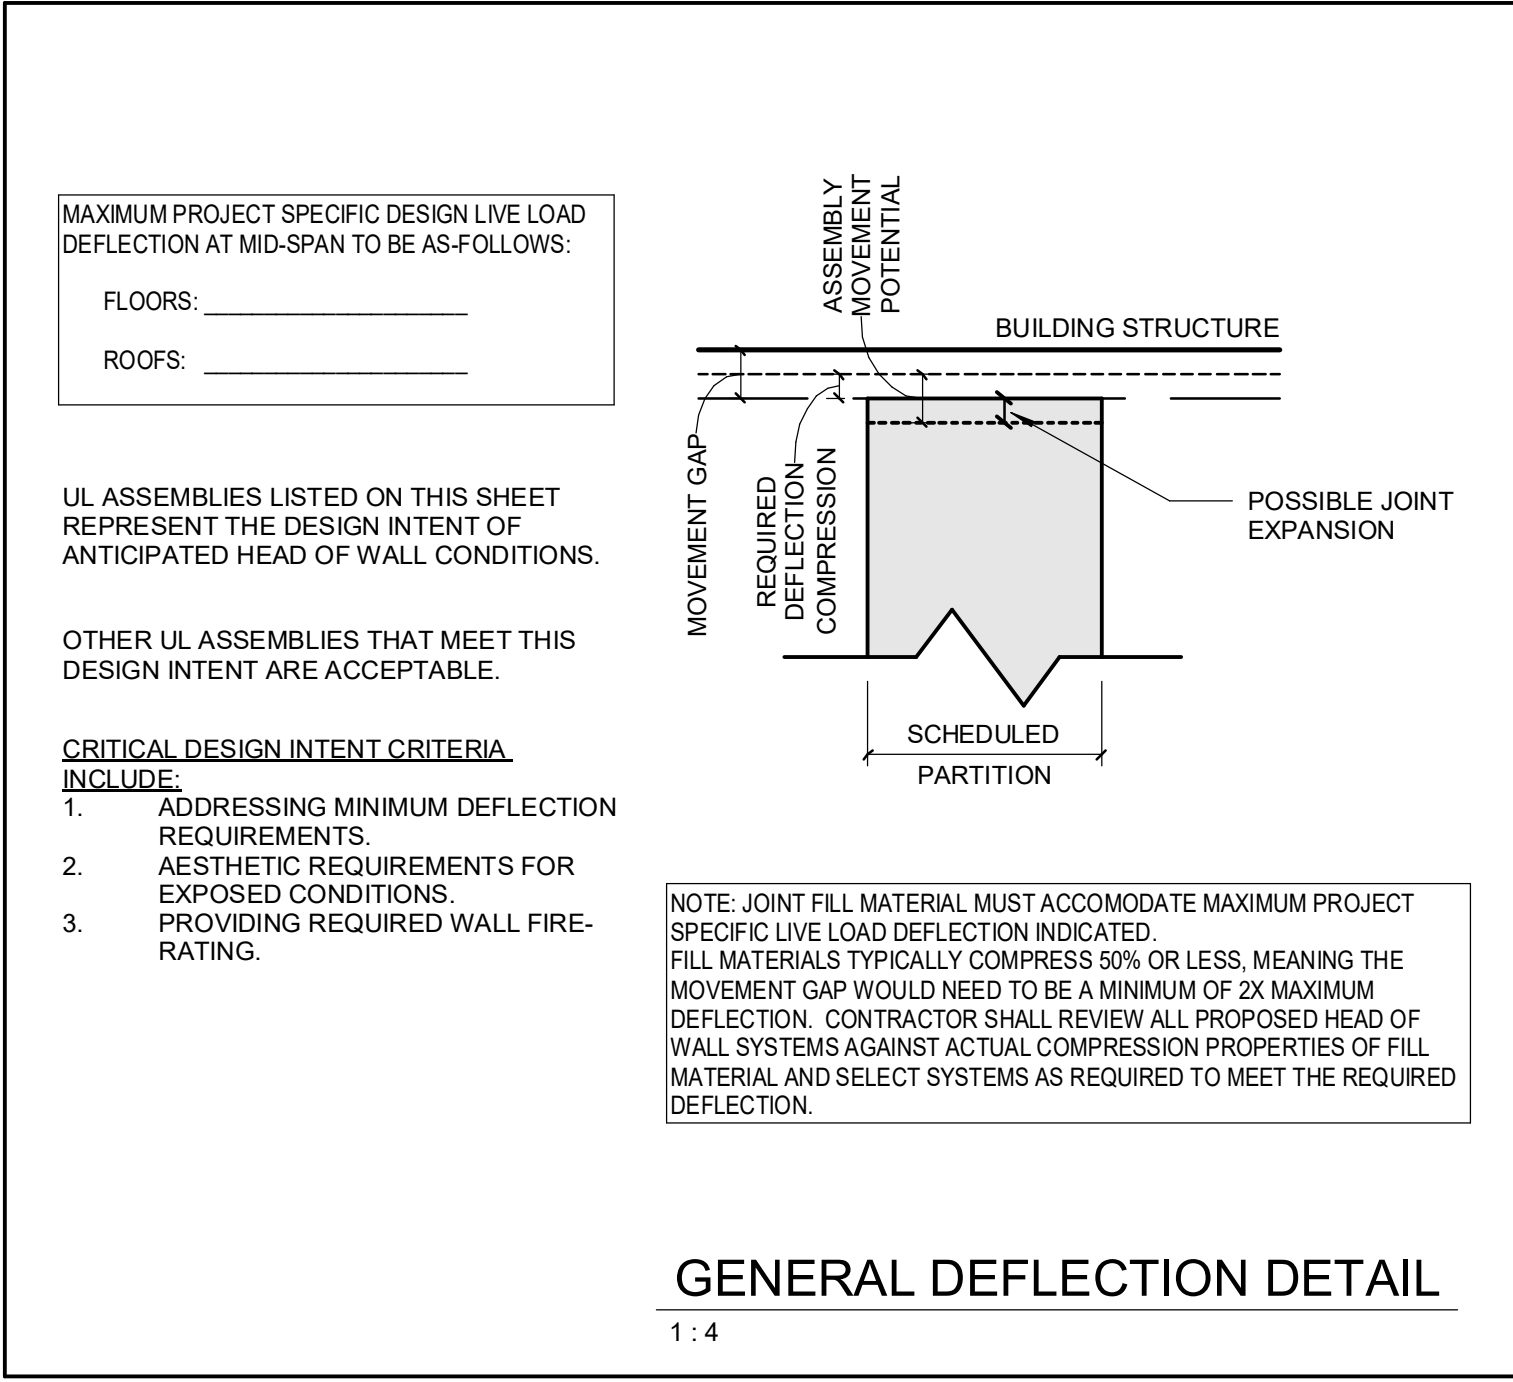 MAXIMUM PROJECT SPECIFIC DESIGN LIVE LOAD
DEFLECTION AT MID-SPAN TO BE AS-FOLLOWS:
FLOORS: ____________________
ROOFS: ____________________
UL ASSEMBLIES LISTED ON THIS SHEET
REPRESENT THE DESIGN INTENT OF
ANTICIPATED HEAD OF WALL CONDITIONS.
OTHER UL ASSEMBLIES THAT MEET THIS
DESIGN INTENT ARE ACCEPTABLE.
CRITICAL DESIGN INTENT CRITERIA
INCLUDE:
1. ADDRESSING MINIMUM DEFLECTION
REQUIREMENTS.
2. AESTHETIC REQUIREMENTS FOR
EXPOSED CONDITIONS.
3. PROVIDING REQUIRED WALL FIRE-
RATING.
ASSEMBLY
MOVEMENT
POTENTIAL
BUILDING STRUCTURE
MOVEMENT GAP
REQUIRED
DEFLECTION
COMPRESSION
POSSIBLE JOINT
EXPANSION
SCHEDULED
PARTITION
NOTE: JOINT FILL MATERIAL MUST ACCOMODATE MAXIMUM PROJECT
SPECIFIC LIVE LOAD DEFLECTION INDICATED.
FILL MATERIALS TYPICALLY COMPRESS 50% OR LESS, MEANING THE
MOVEMENT GAP WOULD NEED TO BE A MINIMUM OF 2X MAXIMUM
DEFLECTION. CONTRACTOR SHALL REVIEW ALL PROPOSED HEAD OF
WALL SYSTEMS AGAINST ACTUAL COMPRESSION PROPERTIES OF FILL
MATERIAL AND SELECT SYSTEMS AS REQUIRED TO MEET THE REQUIRED
DEFLECTION.
GENERAL DEFLECTION DETAIL
1 : 4